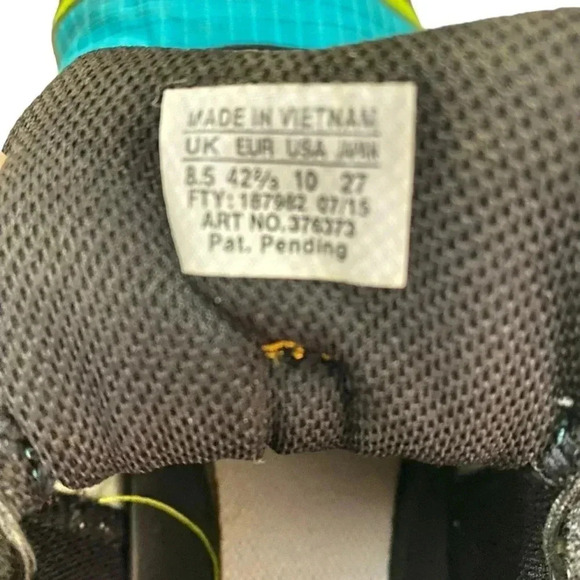 MADE IN VIETNAM
UK EUR USA JAPAN
8.5 42⅔ 10 27
FTY: 187982 07/15
ART NO. 376373
Pat. Pending